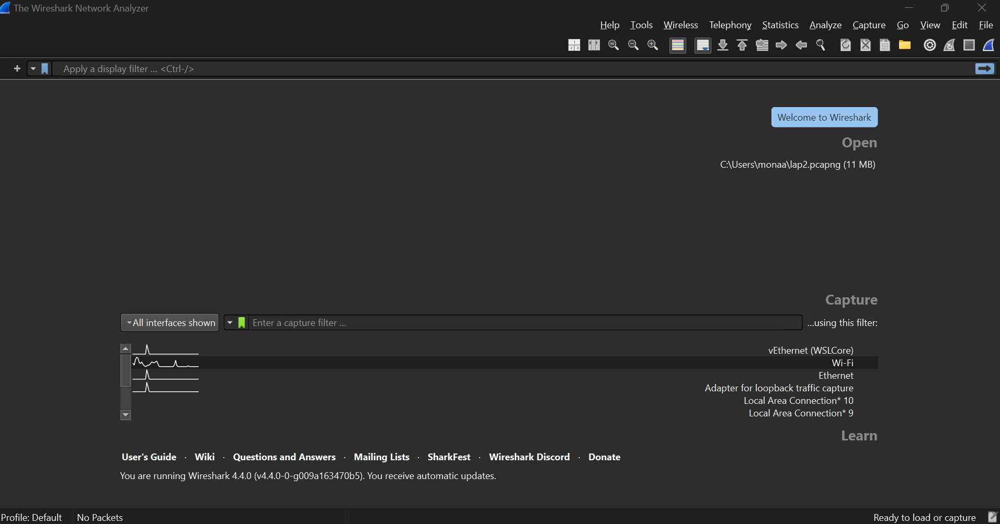 The Wireshark Network Analyzer
Help Tools Wireless Telephony Statistics Analyze Capture Go View Edit File
Apply a display filter ... <Ctrl-/>
Welcome to Wireshark
Open
C:\Users\monaa\lap2.pcapng (11 MB)
Capture
All interfaces shown Enter a capture filter ... ...using this filter:
vEthernet (WSLCore)
Wi-Fi
Ethernet
Adapter for loopback traffic capture
Local Area Connection* 10
Local Area Connection* 9
Learn
User's Guide · Wiki · Questions and Answers · Mailing Lists · SharkFest · Wireshark Discord · Donate
You are running Wireshark 4.4.0 (v4.4.0-0-g009a163470b5). You receive automatic updates.
Profile: Default No Packets Ready to load or capture